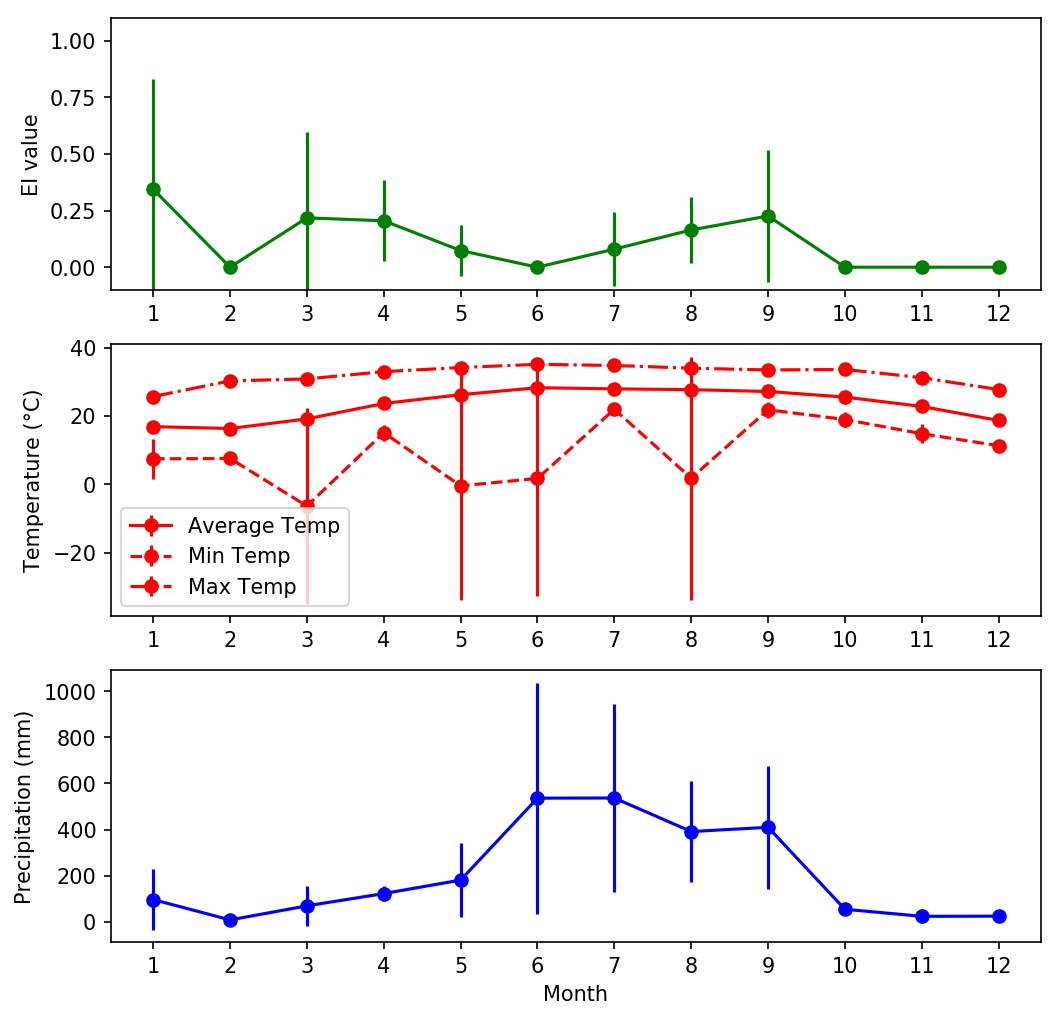 EI value
1.00
0.75
0.50
0.25
0.00
1 2 3 4 5 6 7 8 9 10 11 12
Temperature (°C)
40
20
0
−20
Average Temp
Min Temp
Max Temp
1 2 3 4 5 6 7 8 9 10 11 12
Precipitation (mm)
1000
800
600
400
200
0
1 2 3 4 5 6 7 8 9 10 11 12
Month